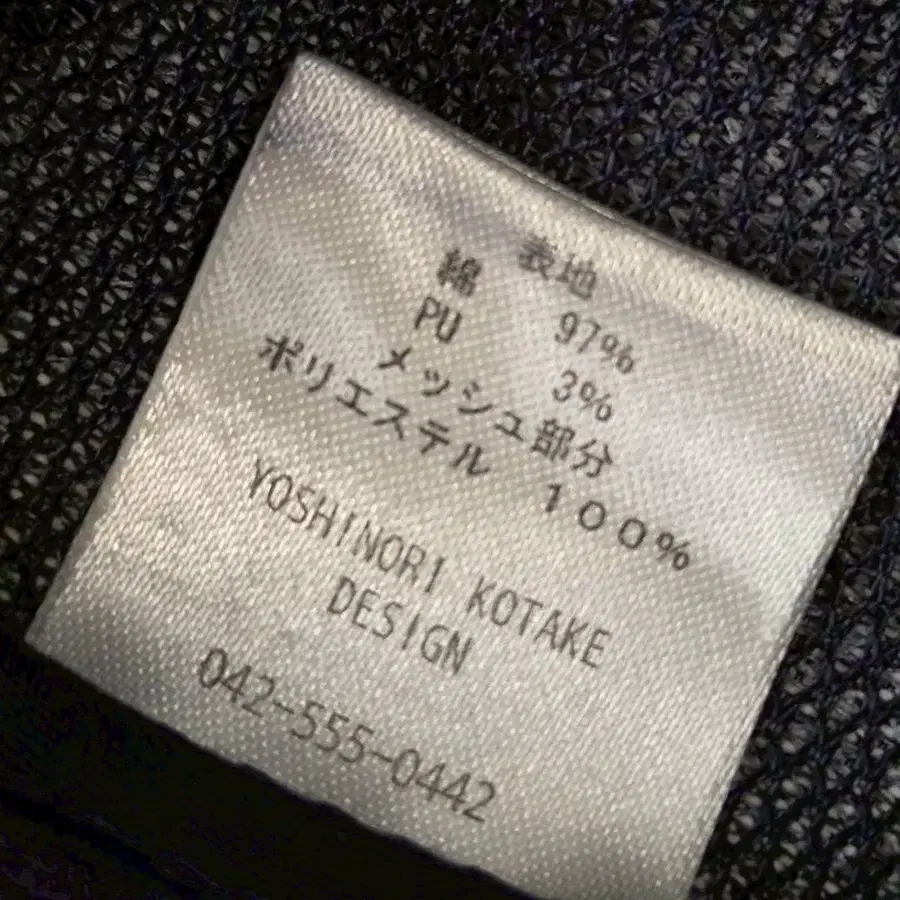 表地
綿 97%
PU 3%
メッシュ部分
ポリエステル 100%
YOSHINORI KOTAKE
DESIGN
042-555-0442